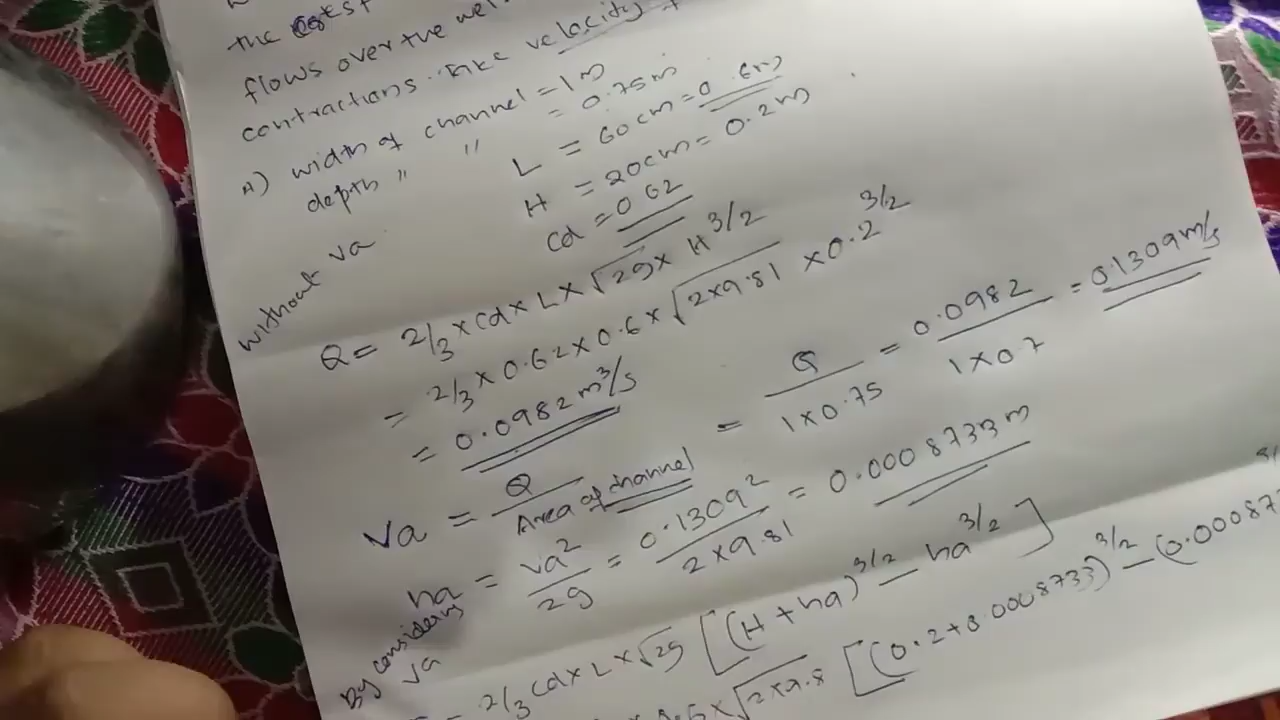 the
flows over the
contractions. Take velocity
A) width of channel = 1m
depth " " = 0.75m
L = 60cm = 0.6m
H = 20cm = 0.2m
Cd = 0.62
without va
Q = 2/3 × Cd × L × √2g × H^3/2
= 2/3 × 0.62 × 0.6 × √2×9.81 × 0.2^3/2
= 0.0982 m³/s
Va = Q/Area of channel = Q/1×0.75 = 0.0982/1×0.7 = 0.1309 m/s
ha = va²/2g = 0.1309²/2×9.81 = 0.0008733 m
By considering va
= 2/3 Cd × L × √2g [(H + ha)^3/2 – ha^3/2]
× √2×9.8 [(0.2+0.0008733)^3/2 – (0.00087